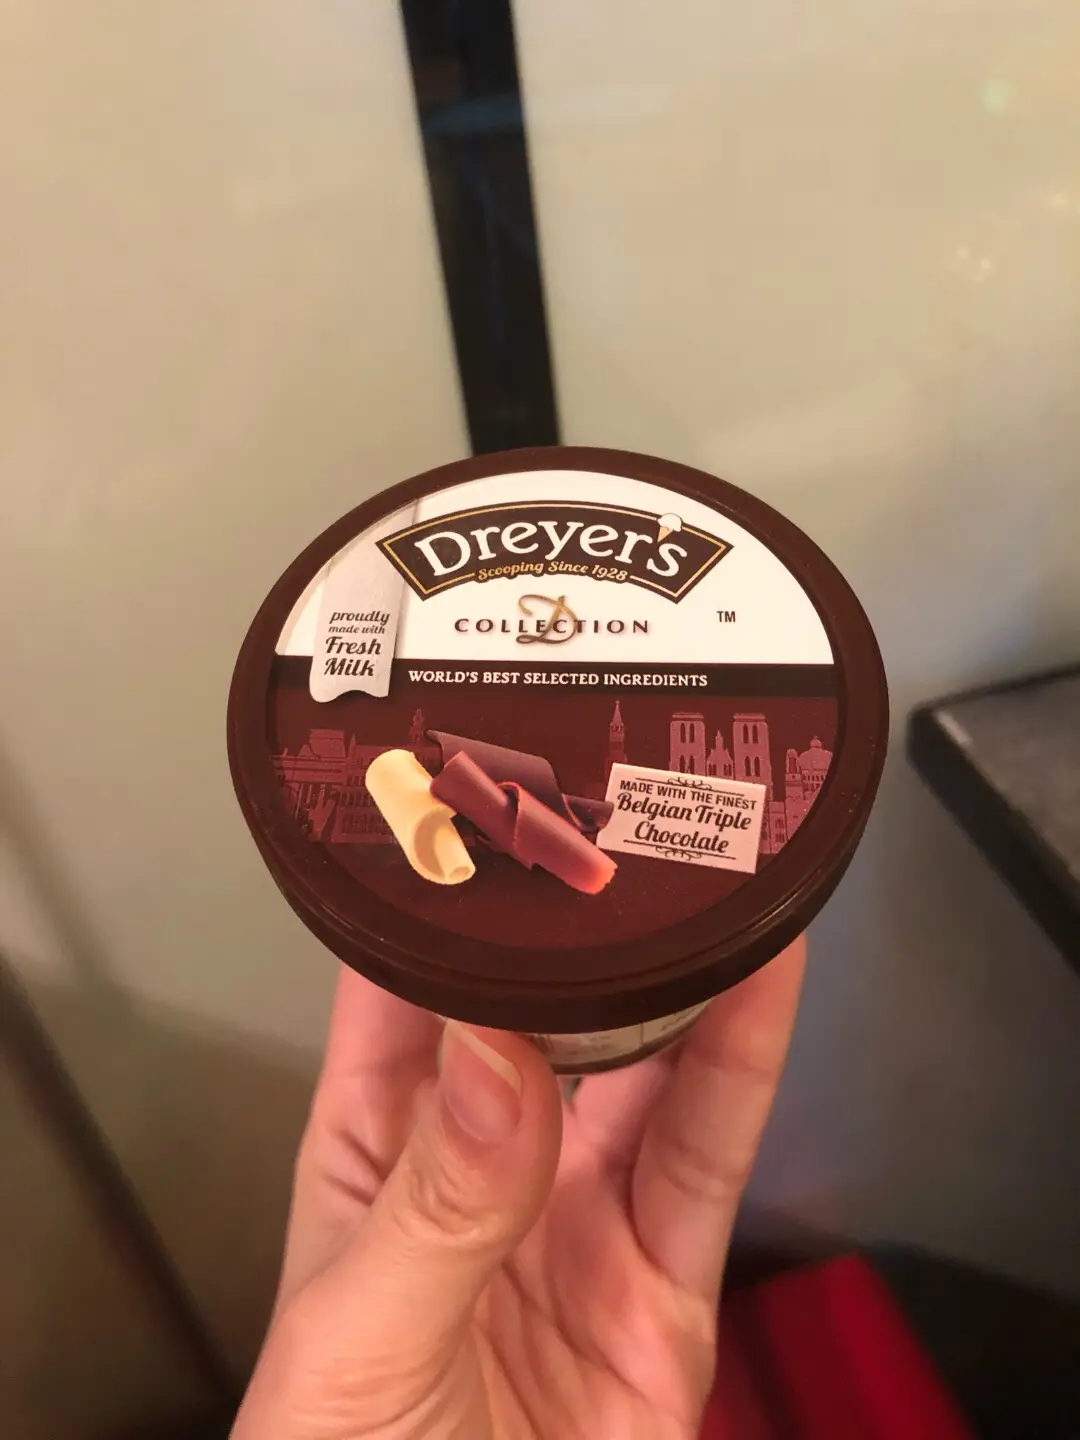 Dreyer's
Scooping Since 1928
D
COLLECTION
TM
proudly
made with
Fresh
Milk
WORLD'S BEST SELECTED INGREDIENTS
MADE WITH THE FINEST
Belgian Triple
Chocolate